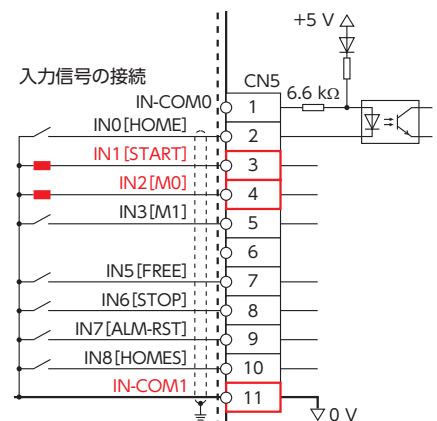 +5 V
入力信号の接続
CN5
6.6 kΩ
IN-COM0 1
IN0[HOME] 2
IN1[START] 3
IN2[M0] 4
IN3[M1] 5
6
IN5[FREE] 7
IN6[STOP] 8
IN7[ALM-RST] 9
IN8[HOMES] 10
IN-COM1 11
0 V